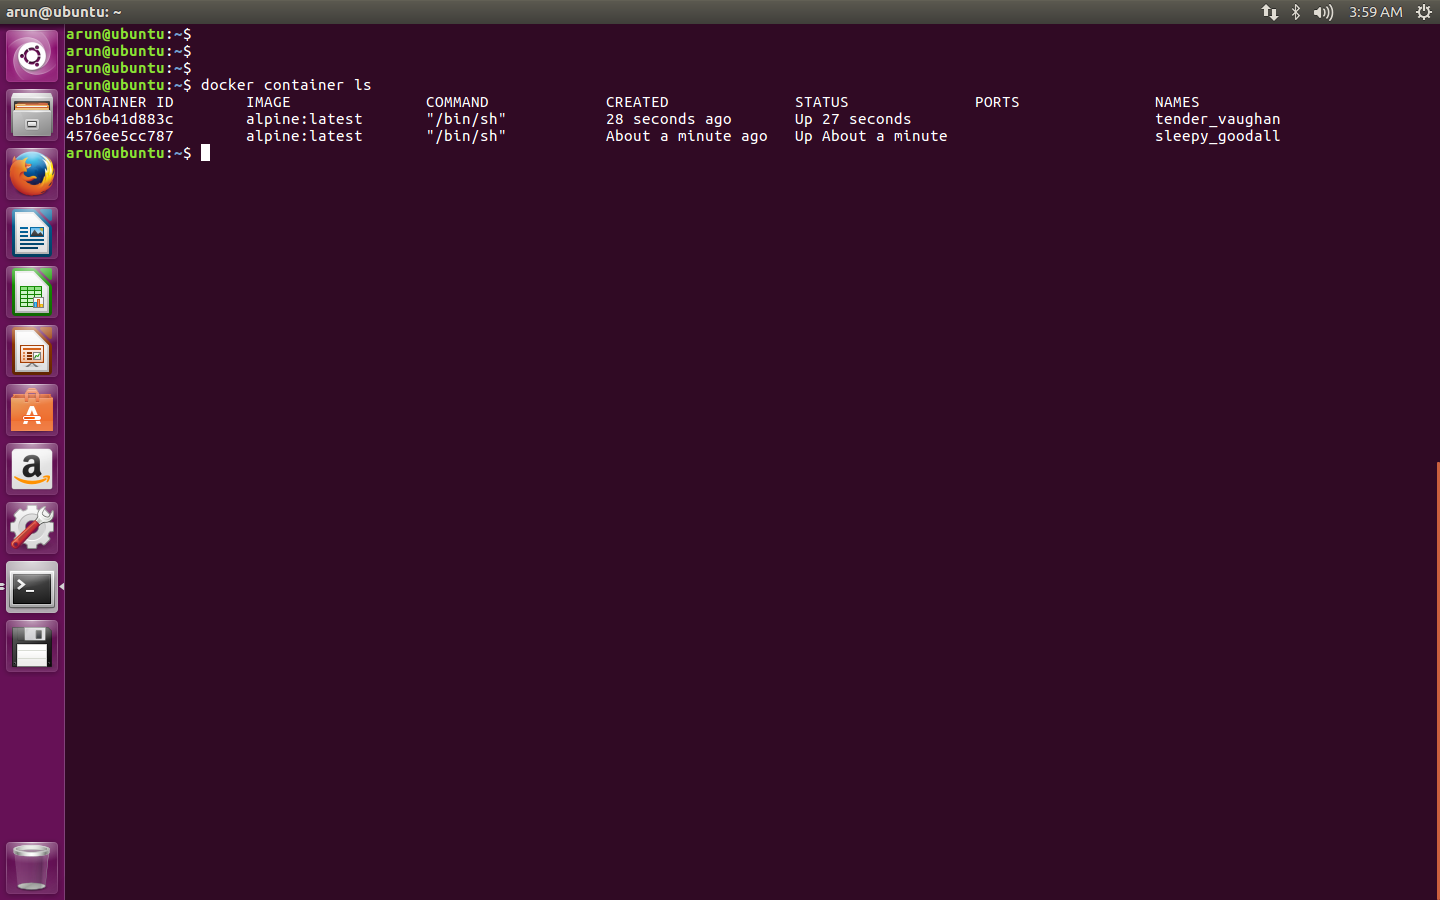 arun@ubuntu: ~
3:59 AM
arun@ubuntu:~$
arun@ubuntu:~$
arun@ubuntu:~$
arun@ubuntu:~$ docker container ls
CONTAINER ID        IMAGE               COMMAND             CREATED              STATUS              PORTS               NAMES
eb16b41d883c        alpine:latest       "/bin/sh"           28 seconds ago       Up 27 seconds                           tender_vaughan
4576ee5cc787        alpine:latest       "/bin/sh"           About a minute ago   Up About a minute                       sleepy_goodall
arun@ubuntu:~$